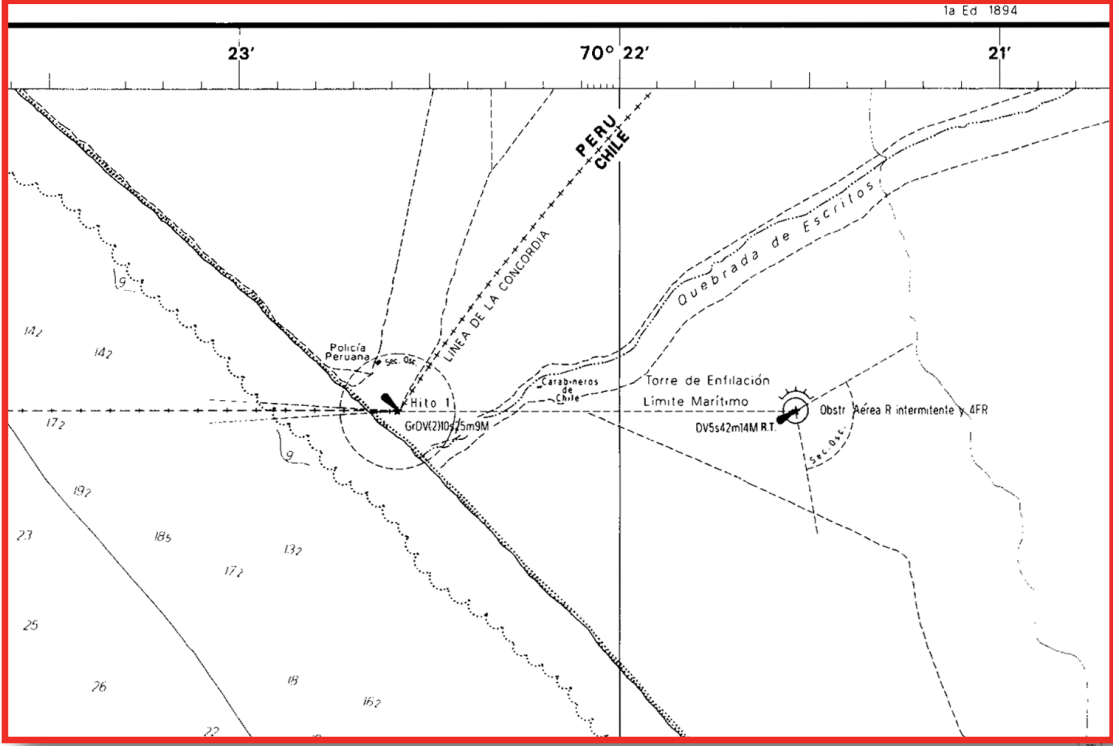 1a Ed 1894
23'
70° 22'
21'
PERU
CHILE
LINEA DE LA CONCORDIA
Quebrada de Escritos
9
142
142
172
Policía
Peruana
Sec. Osc.
Hito 1
GrDV(2)10s25m9M
Carabineros
de
Chile
Torre de Enfilación
Límite Marítimo
DV5s42m14M R.T.
Obstr Aérea R intermitente y 4FR
Sec Osc.
9
192
23
185
132
172
25
26
18
162
22